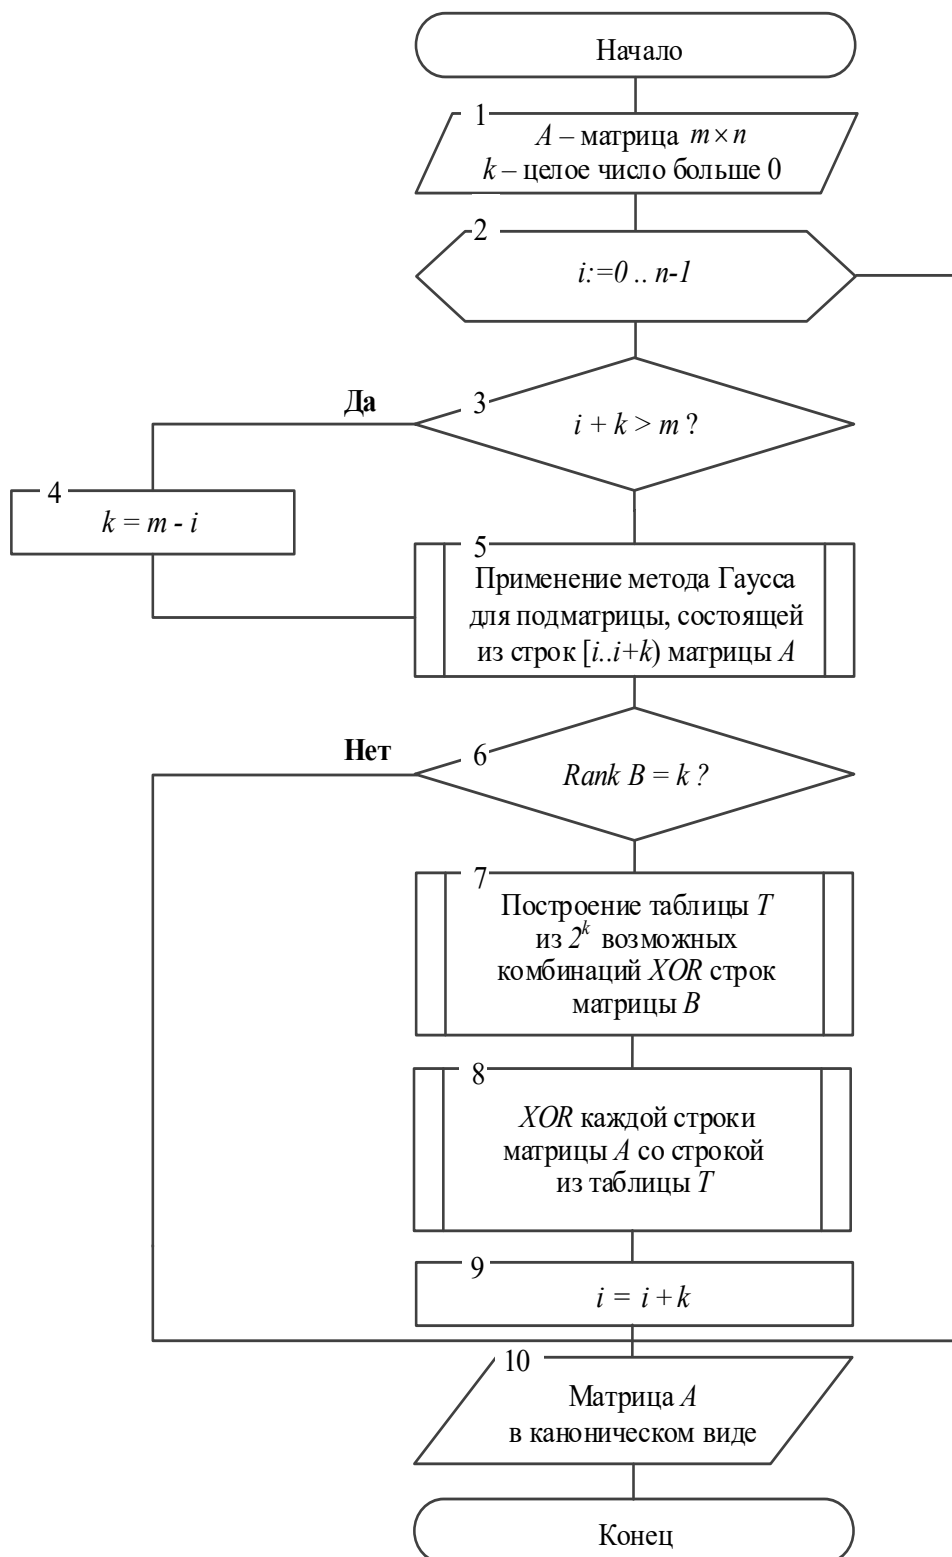 Начало
1
A – матрица m × n
k – целое число больше 0
2
i:=0 .. n-1
Да
3
i + k > m ?
4
k = m - i
5
Применение метода Гаусса
для подматрицы, состоящей
из строк [i..i+k) матрицы A
Нет
6
Rank B = k ?
7
Построение таблицы T
из 2^k возможных
комбинаций XOR строк
матрицы B
8
XOR каждой строки
матрицы A со строкой
из таблицы T
9
i = i + k
10
Матрица A
в каноническом виде
Конец